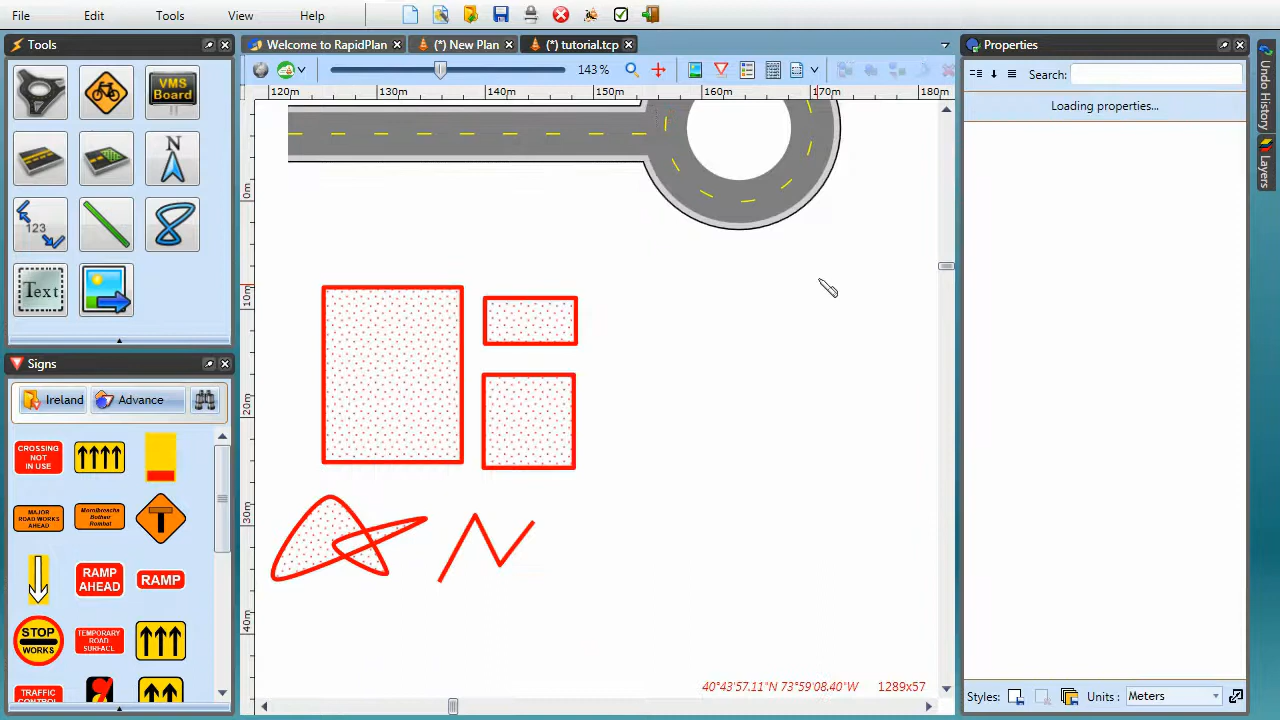 File Edit Tools View Help
Tools
Welcome to RapidPlan
(*) New Plan
(*) tutorial.tcp
Properties
143 %
Search:
Loading properties...
Undo History
Layers
120m 130m 140m 150m 160m 170m 180m
0m
10m
20m
30m
40m
VMS
Board
N
123
Text
Signs
Ireland
Advance
CROSSING
NOT
IN USE
MAJOR
ROAD WORKS
AHEAD
RAMP
AHEAD
RAMP
STOP
WORKS
TEMPORARY
ROAD
SURFACE
TRAFFIC
CONTROL
40°43'57.11"N 73°59'08.40"W 1289x57
Styles:
Units :
Meters